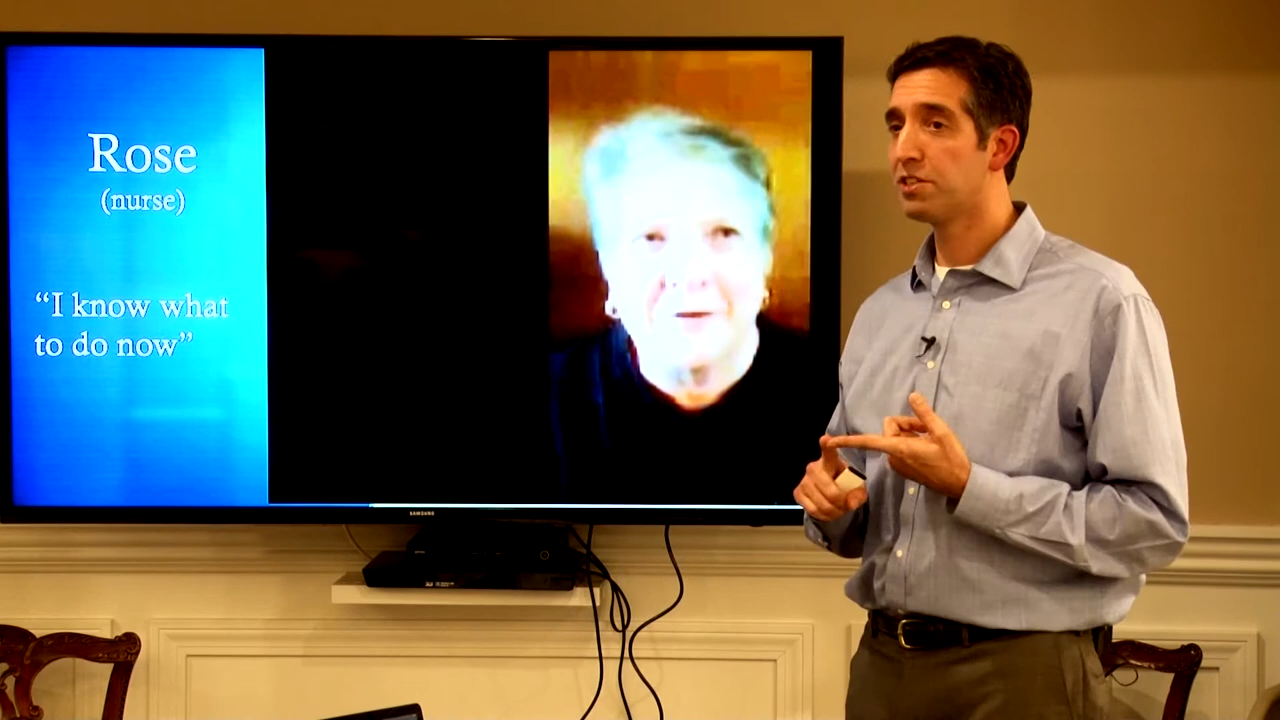 Rose
(nurse)
“I know what
to do now”
SAMSUNG